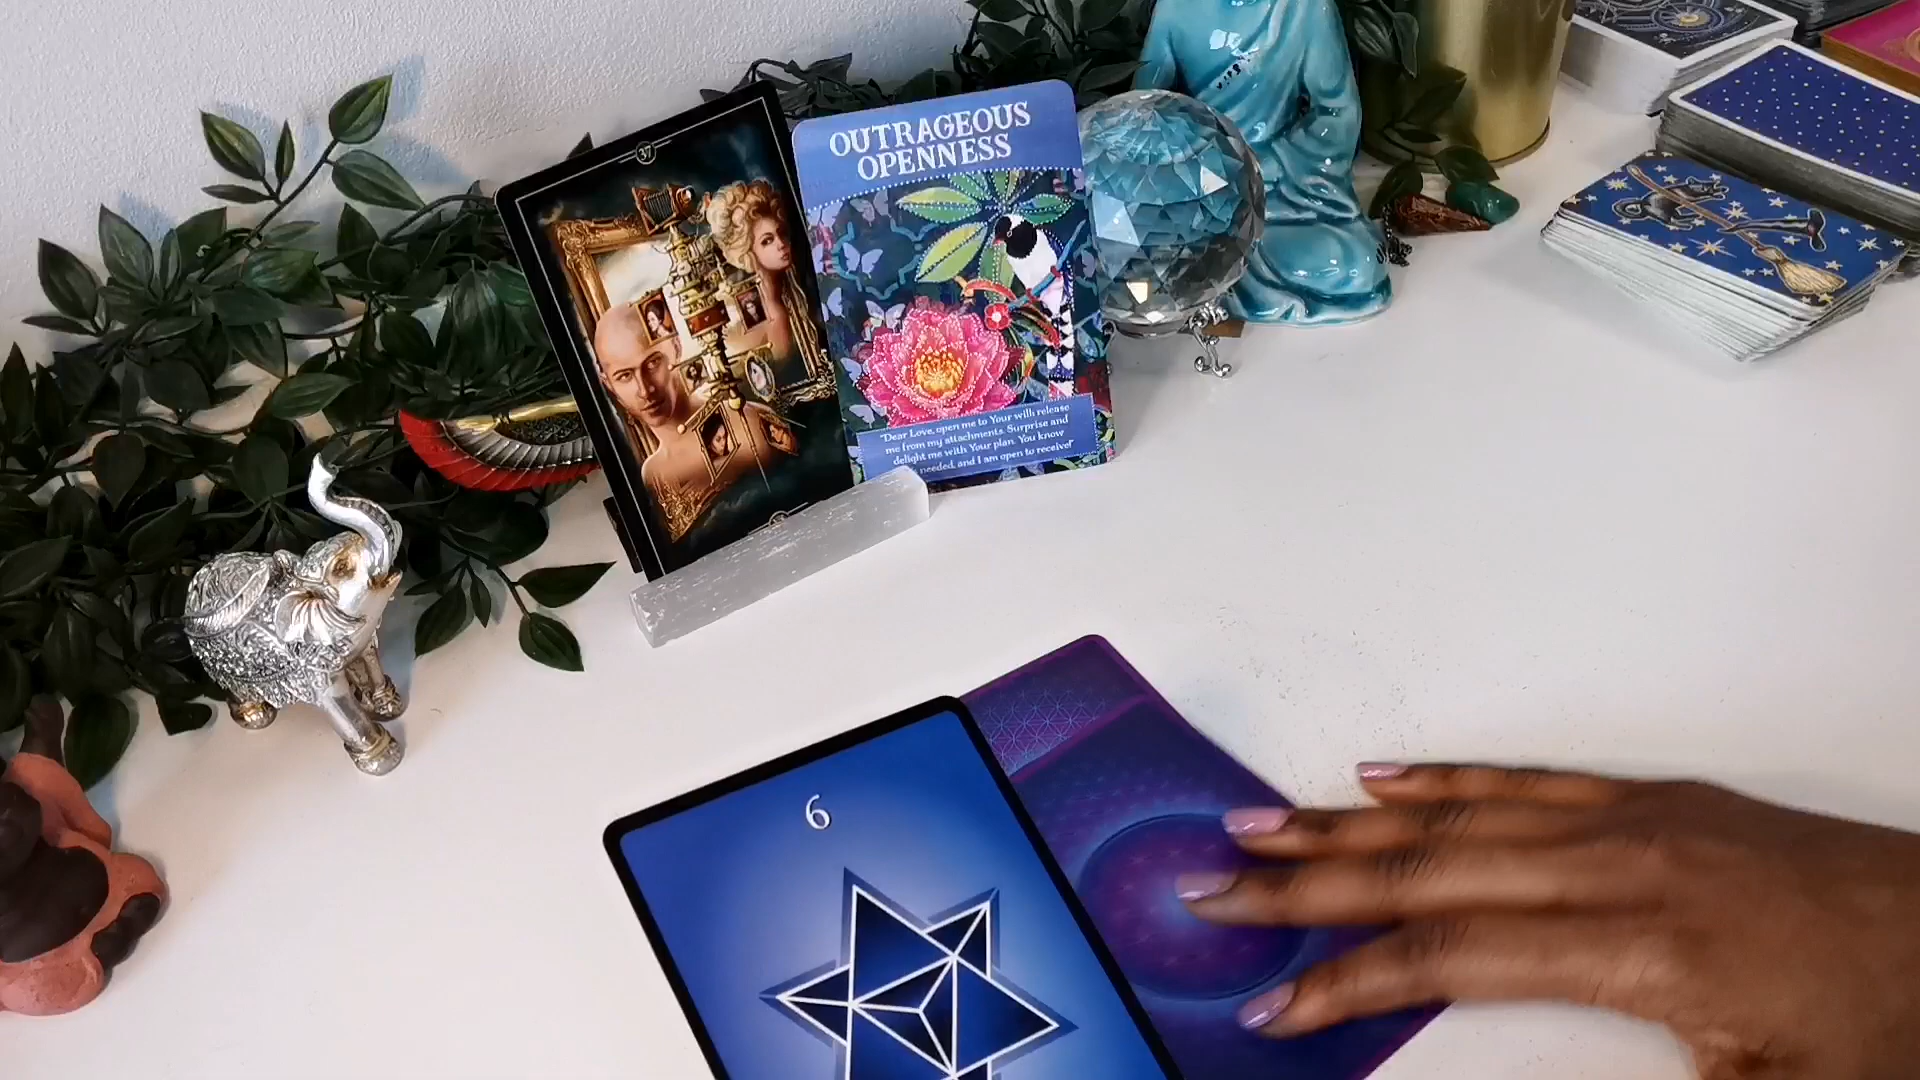 37
OUTRAGEOUS
OPENNESS
"Dear Love, open me to Your will; release
me from my attachments. Surprise and
delight me with Your plan. You know
needed, and I am open to receive!"
6